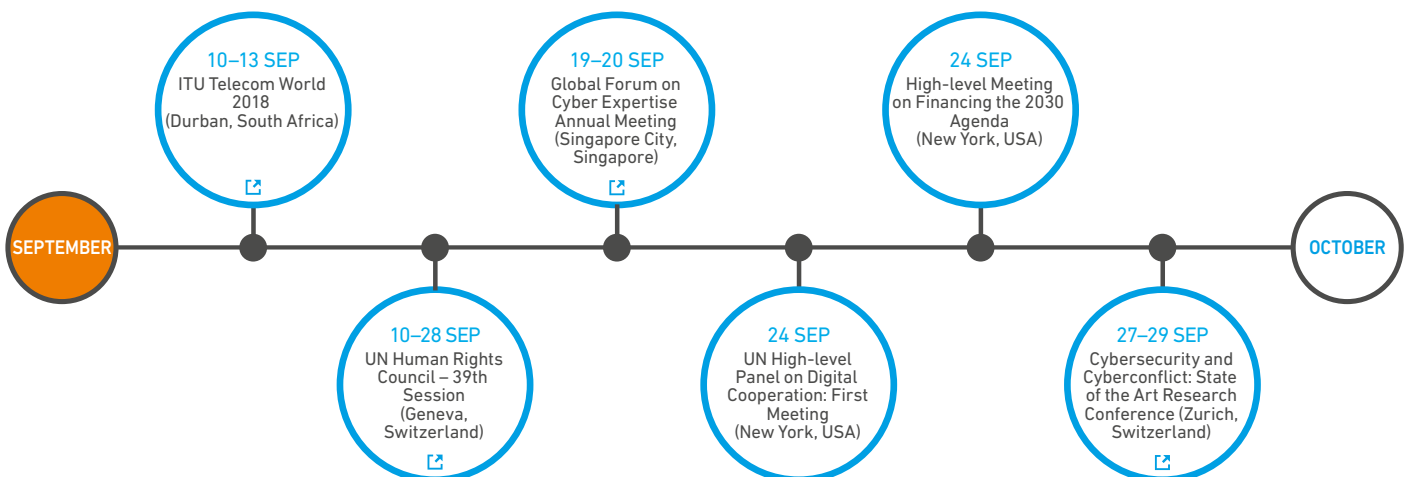 SEPTEMBER
10–13 SEP
ITU Telecom World
2018
(Durban, South Africa)
10–28 SEP
UN Human Rights
Council – 39th
Session
(Geneva,
Switzerland)
19–20 SEP
Global Forum on
Cyber Expertise
Annual Meeting
(Singapore City,
Singapore)
24 SEP
UN High-level
Panel on Digital
Cooperation: First
Meeting
(New York, USA)
24 SEP
High-level Meeting
on Financing the 2030
Agenda
(New York, USA)
27–29 SEP
Cybersecurity and
Cyberconflict: State
of the Art Research
Conference (Zurich,
Switzerland)
OCTOBER